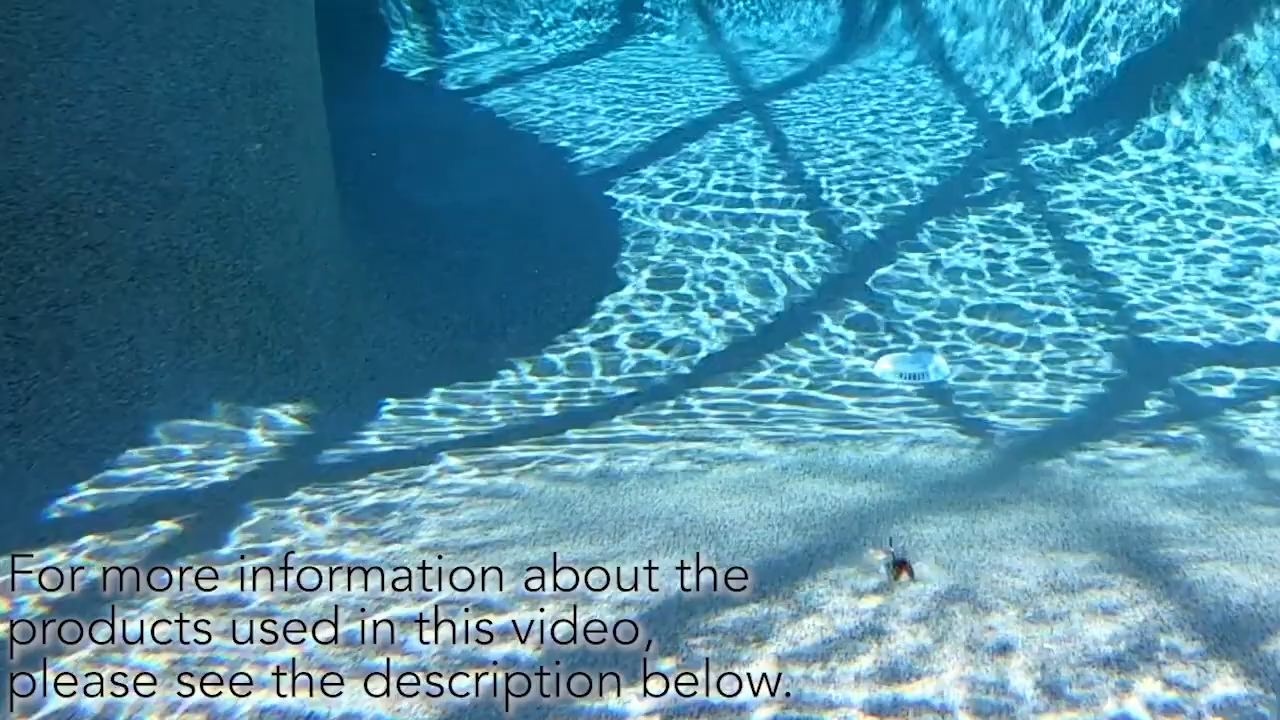 For more information about the
products used in this video,
please see the description below.